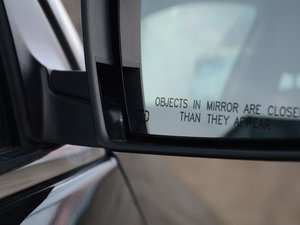 OBJECTS IN MIRROR ARE CLOSE
THAN THEY APPEAR